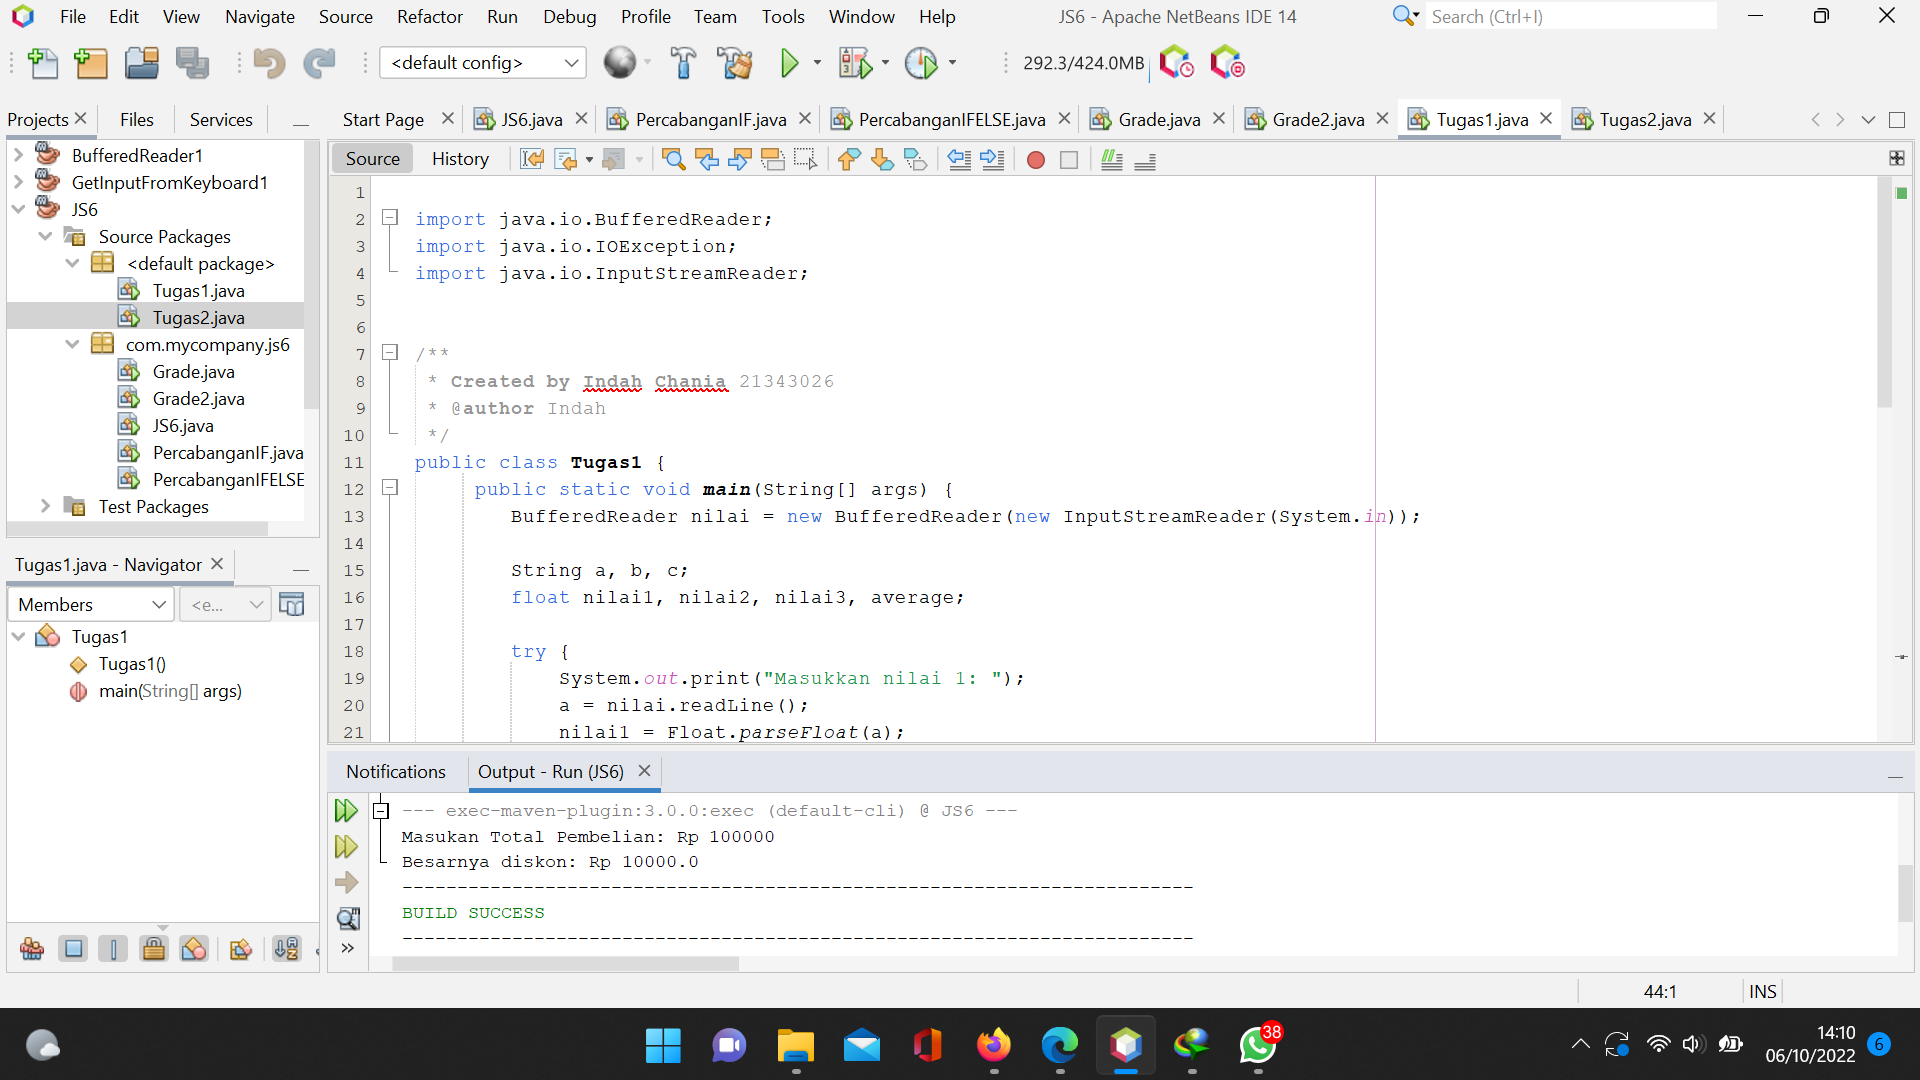 File Edit View Navigate Source Refactor Run Debug Profile Team Tools Window Help
JS6 - Apache NetBeans IDE 14
Search (Ctrl+I)
<default config>
292.3/424.0MB
Projects Files Services
Start Page JS6.java PercabanganIF.java PercabanganIFELSE.java Grade.java Grade2.java Tugas1.java Tugas2.java
BufferedReader1
GetInputFromKeyboard1
JS6
Source Packages
<default package>
Tugas1.java
Tugas2.java
com.mycompany.js6
Grade.java
Grade2.java
JS6.java
PercabanganIF.java
PercabanganIFELSE
Test Packages
Tugas1.java - Navigator
Members <e...
Tugas1
Tugas1()
main(String[] args)
Source History
1
2 import java.io.BufferedReader;
3 import java.io.IOException;
4 import java.io.InputStreamReader;
5
6
7 /**
8 * Created by Indah Chania 21343026
9 * @author Indah
10 */
11 public class Tugas1 {
12 public static void main(String[] args) {
13 BufferedReader nilai = new BufferedReader(new InputStreamReader(System.in));
14
15 String a, b, c;
16 float nilai1, nilai2, nilai3, average;
17
18 try {
19 System.out.print("Masukkan nilai 1: ");
20 a = nilai.readLine();
21 nilai1 = Float.parseFloat(a);
Notifications Output - Run (JS6)
--- exec-maven-plugin:3.0.0:exec (default-cli) @ JS6 ---
Masukan Total Pembelian: Rp 100000
Besarnya diskon: Rp 10000.0
------------------------------------------------------------------------
BUILD SUCCESS
------------------------------------------------------------------------
44:1 INS
38
14:10
06/10/2022
6